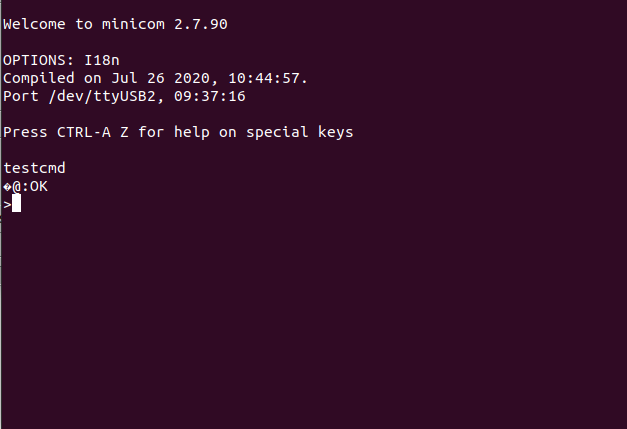 Welcome to minicom 2.7.90
OPTIONS: I18n
Compiled on Jul 26 2020, 10:44:57.
Port /dev/ttyUSB2, 09:37:16
Press CTRL-A Z for help on special keys
testcmd
�@:OK
>